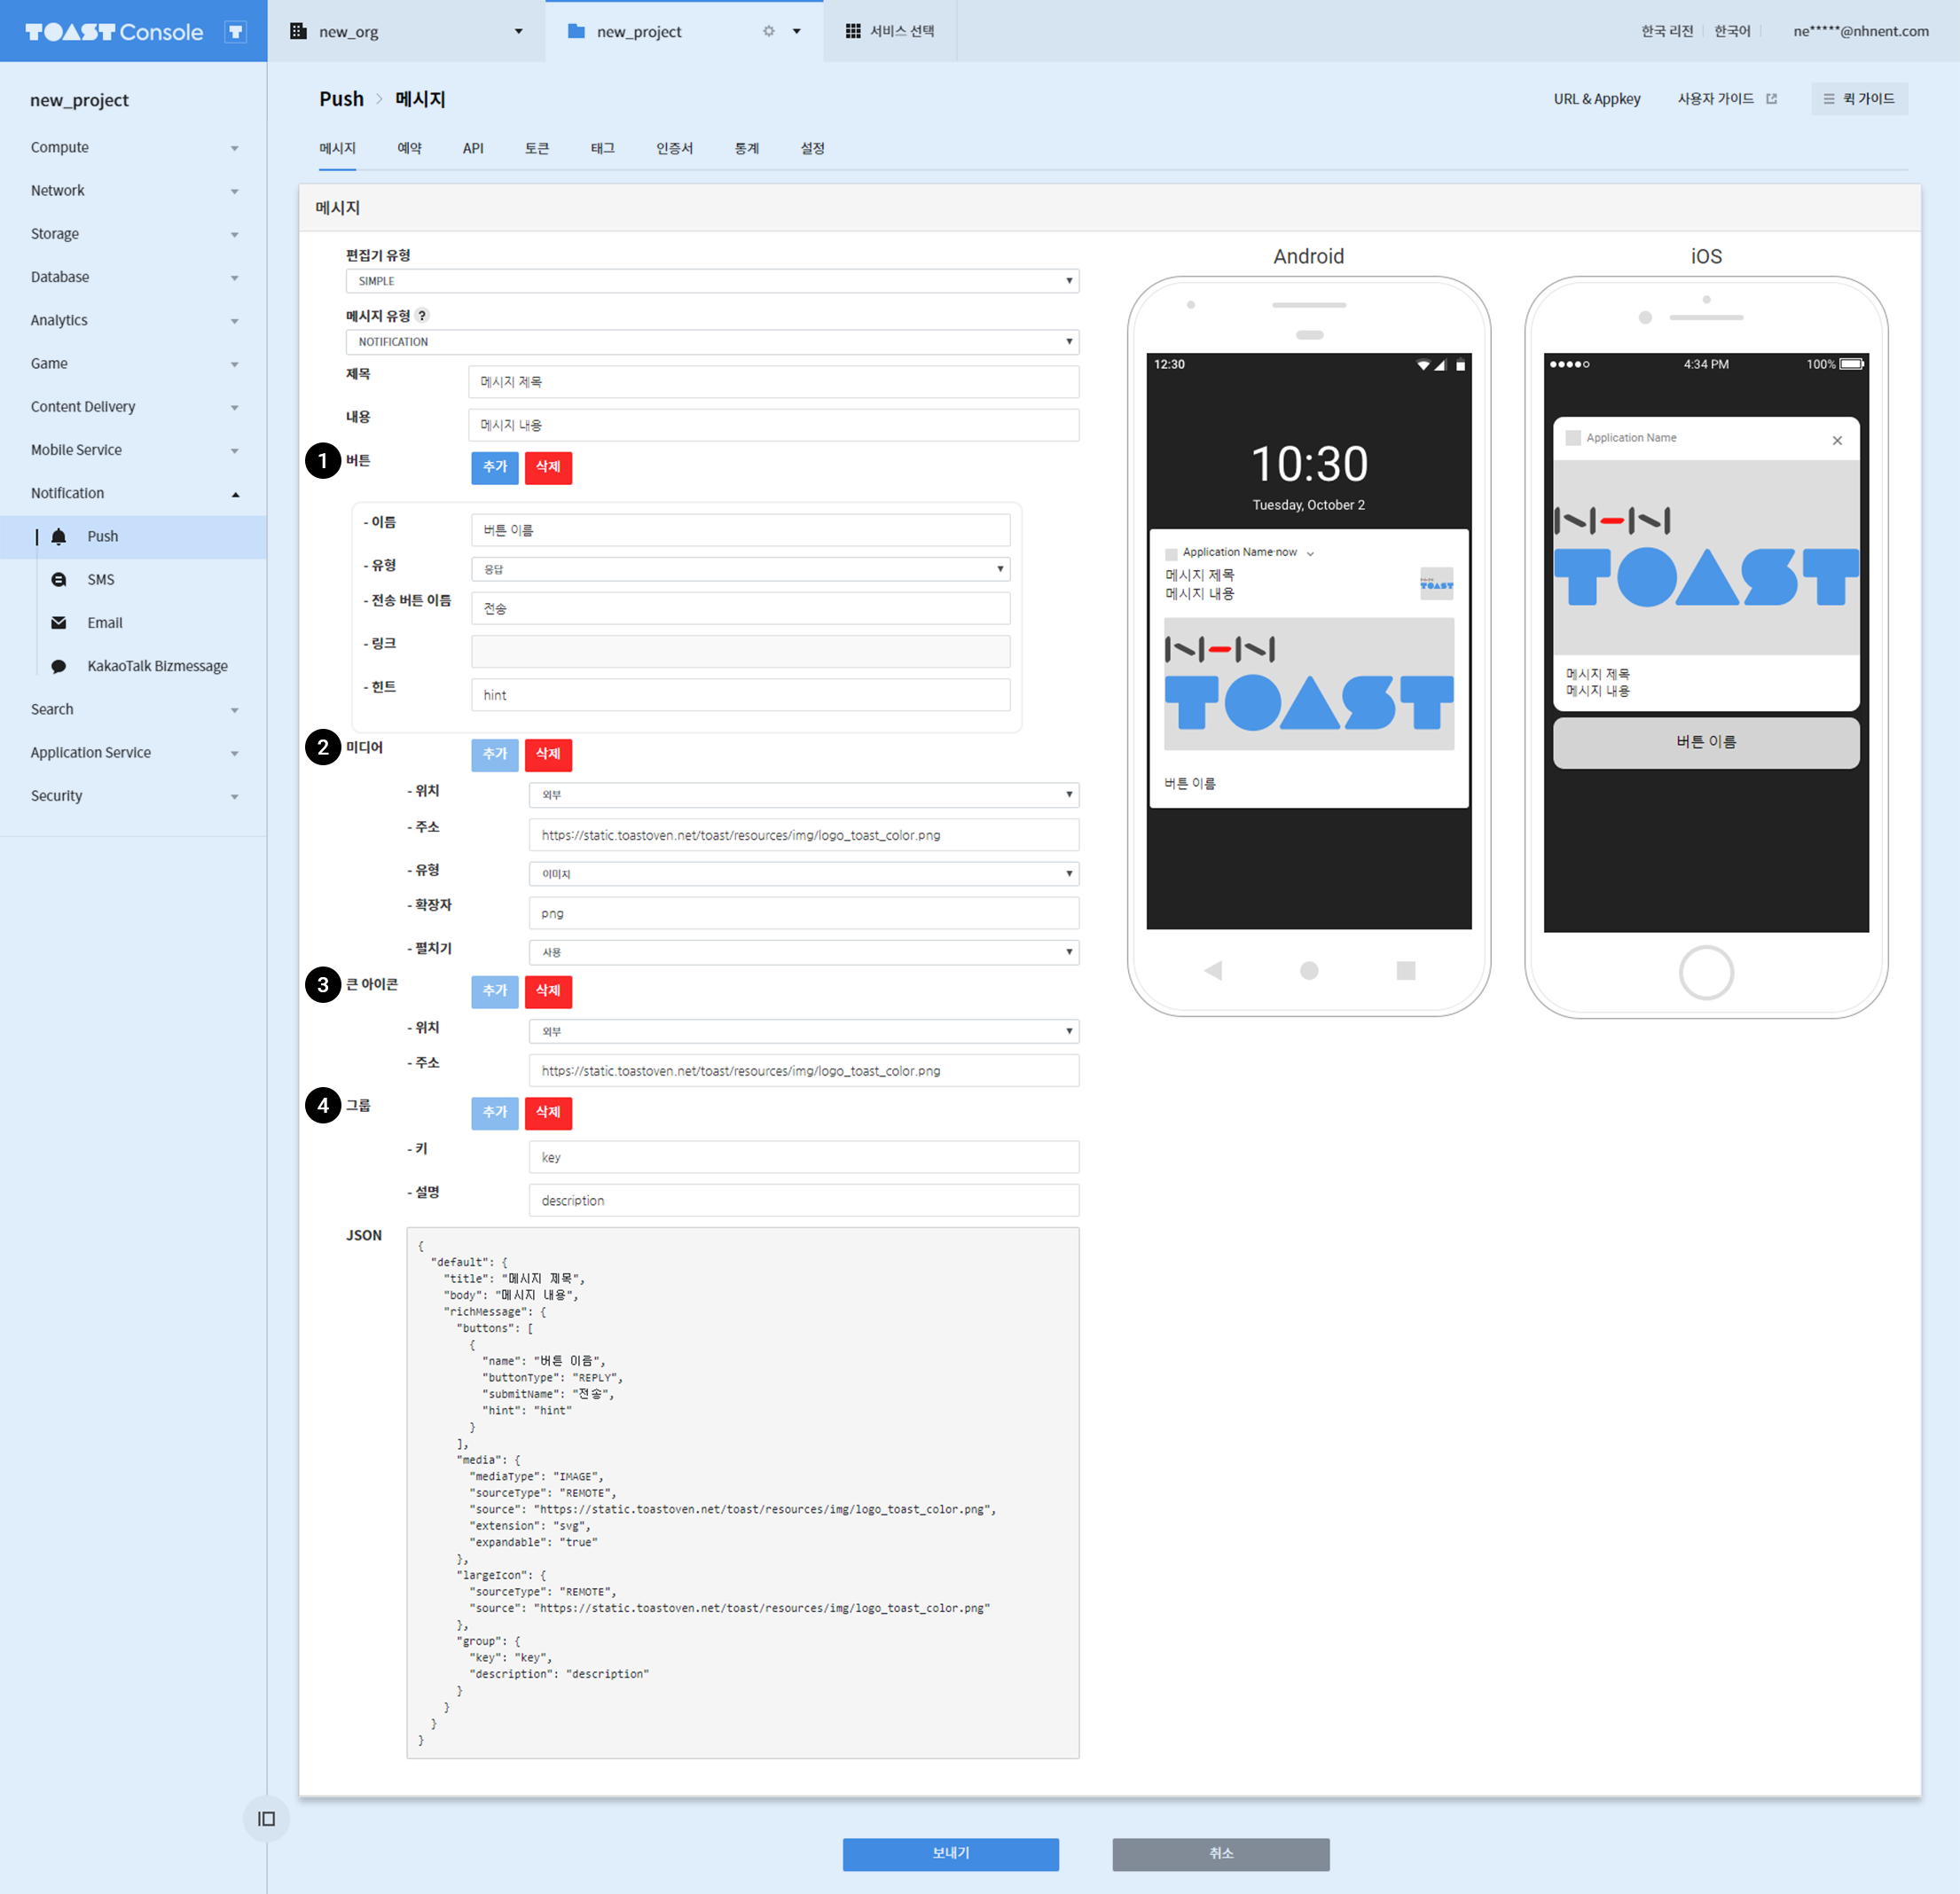 TOAST Console
new_org
new_project
서비스 선택
한국 리전
한국어
ne*****@nhnent.com
new_project
Compute
Network
Storage
Database
Analytics
Game
Content Delivery
Mobile Service
Notification
Push
SMS
Email
KakaoTalk Bizmessage
Search
Application Service
Security
Push > 메시지
URL & Appkey
사용자 가이드
퀵 가이드
메시지
예약
API
토큰
태그
인증서
통계
설정
메시지
편집기 유형
SIMPLE
메시지 유형 ?
NOTIFICATION
제목
메시지 제목
내용
메시지 내용
1 버튼
추가
삭제
- 이름
버튼 이름
- 유형
응답
- 전송 버튼 이름
전송
- 링크
- 힌트
hint
2 미디어
추가
삭제
- 위치
외부
- 주소
https://static.toastoven.net/toast/resources/img/logo_toast_color.png
- 유형
이미지
- 확장자
png
- 펼치기
사용
3 큰 아이콘
추가
삭제
- 위치
외부
- 주소
https://static.toastoven.net/toast/resources/img/logo_toast_color.png
4 그룹
추가
삭제
- 키
key
- 설명
description
JSON
{
"default": {
"title": "메시지 제목",
"body": "메시지 내용",
"richMessage": {
"buttons": [
{
"name": "버튼 이름",
"buttonType": "REPLY",
"submitName": "전송",
"hint": "hint"
}
],
"media": {
"mediaType": "IMAGE",
"sourceType": "REMOTE",
"source": "https://static.toastoven.net/toast/resources/img/logo_toast_color.png",
"extension": "svg",
"expandable": "true"
},
"largeIcon": {
"sourceType": "REMOTE",
"source": "https://static.toastoven.net/toast/resources/img/logo_toast_color.png"
},
"group": {
"key": "key",
"description": "description"
}
}
}
}
Android
12:30
10:30
Tuesday, October 2
Application Name·now
메시지 제목
메시지 내용
TOAST
NHN
TOAST
버튼 이름
iOS
4:34 PM
100%
Application Name
NHN
TOAST
메시지 제목
메시지 내용
버튼 이름
보내기
취소